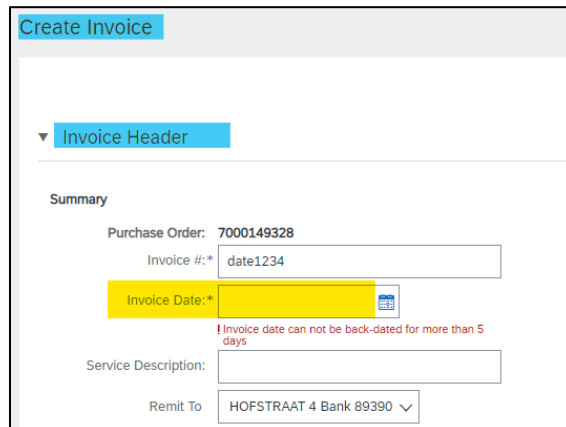 Create Invoice
Invoice Header
Summary
Purchase Order: 7000149328
Invoice #:* date1234
Invoice Date:*
! Invoice date can not be back-dated for more than 5
days
Service Description:
Remit To HOFSTRAAT 4 Bank 89390